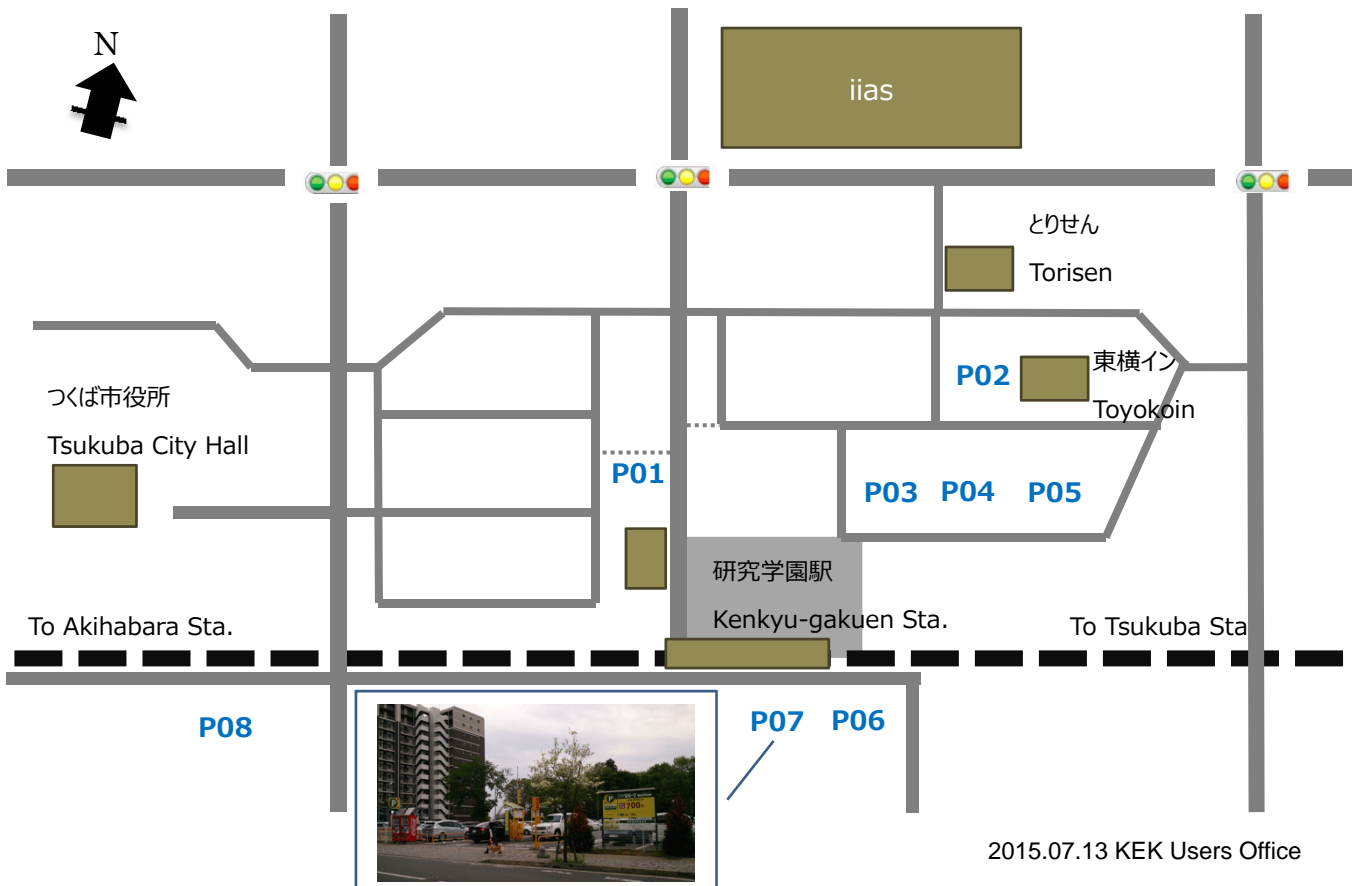 N
iias
とりせん
Torisen
東横イン
P02
Toyokoin
つくば市役所
Tsukuba City Hall
P01
P03 P04 P05
研究学園駅
Kenkyu-gakuen Sta.
To Akihabara Sta.
To Tsukuba Sta
P08
P07 P06
P
700
2015.07.13 KEK Users Office